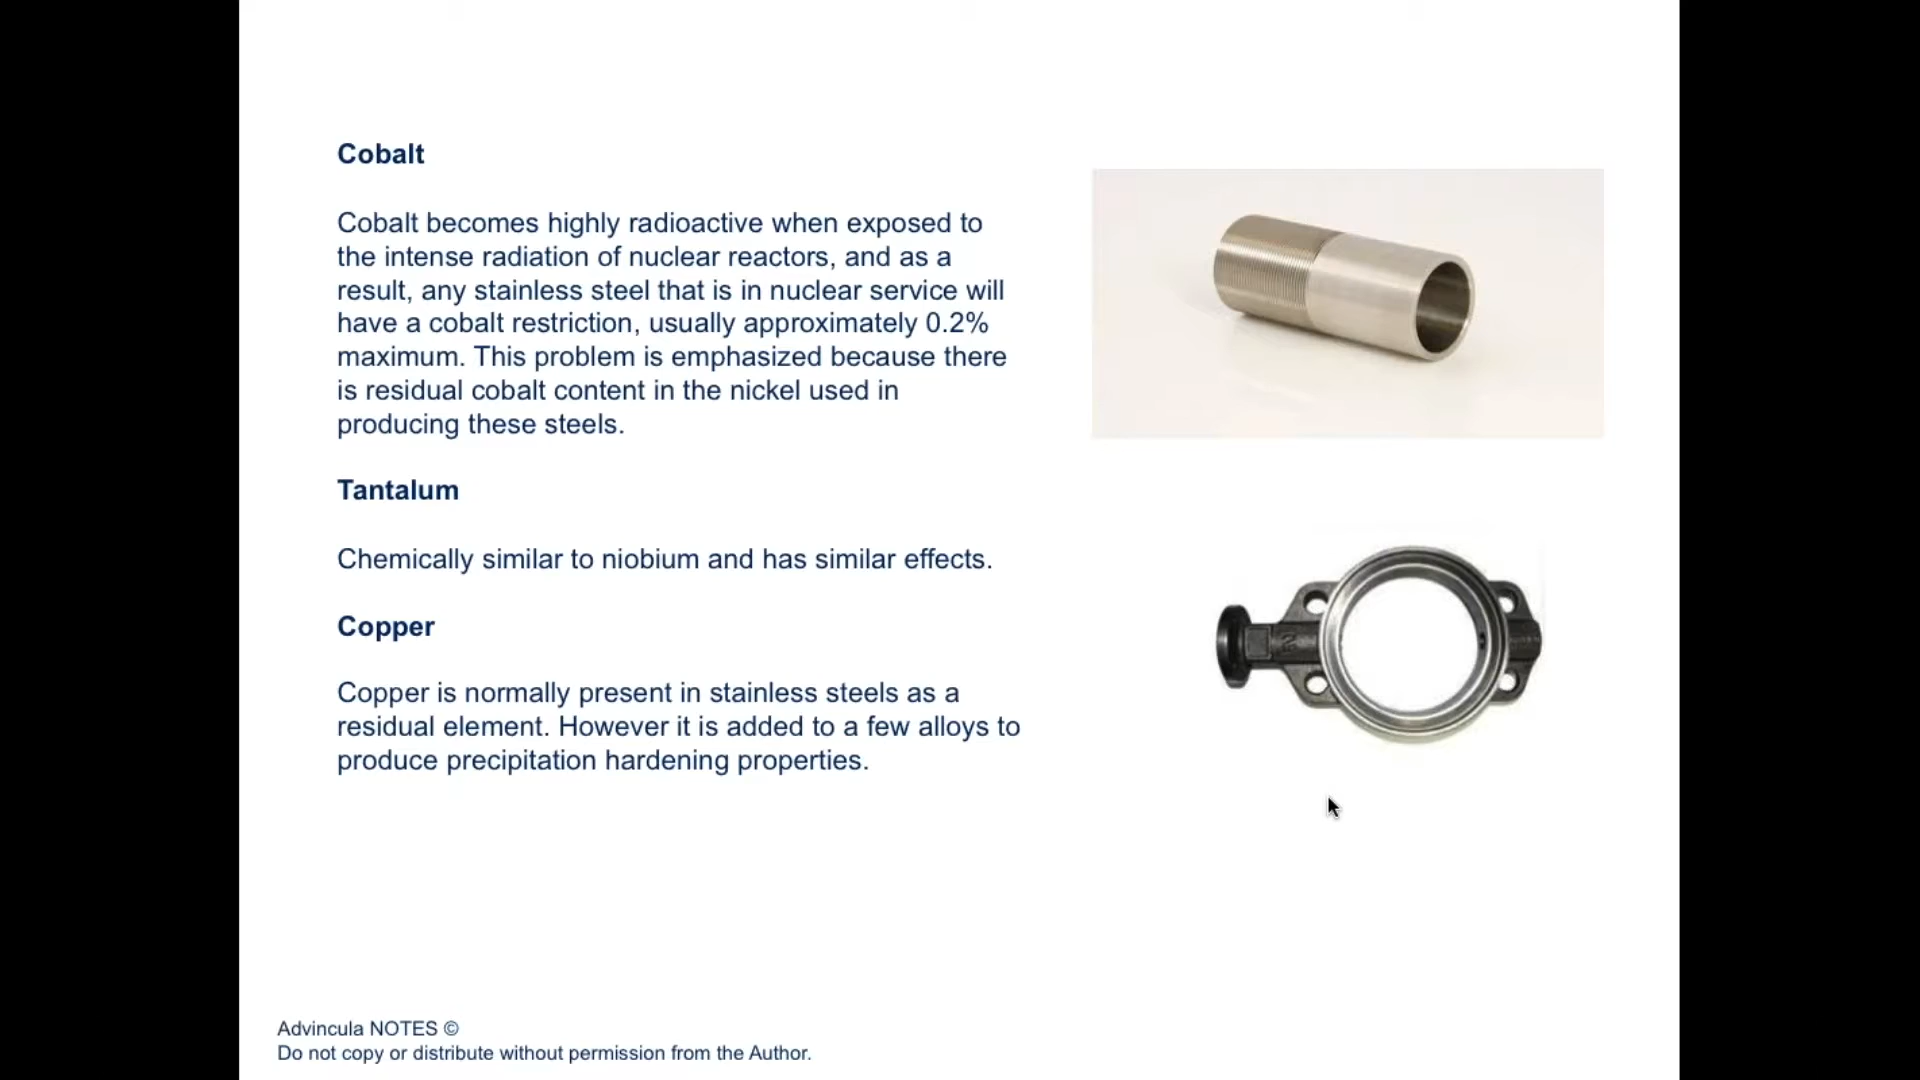 Cobalt
Cobalt becomes highly radioactive when exposed to
the intense radiation of nuclear reactors, and as a
result, any stainless steel that is in nuclear service will
have a cobalt restriction, usually approximately 0.2%
maximum. This problem is emphasized because there
is residual cobalt content in the nickel used in
producing these steels.
Tantalum
Chemically similar to niobium and has similar effects.
Copper
Copper is normally present in stainless steels as a
residual element. However it is added to a few alloys to
produce precipitation hardening properties.
Advincula NOTES ©
Do not copy or distribute without permission from the Author.